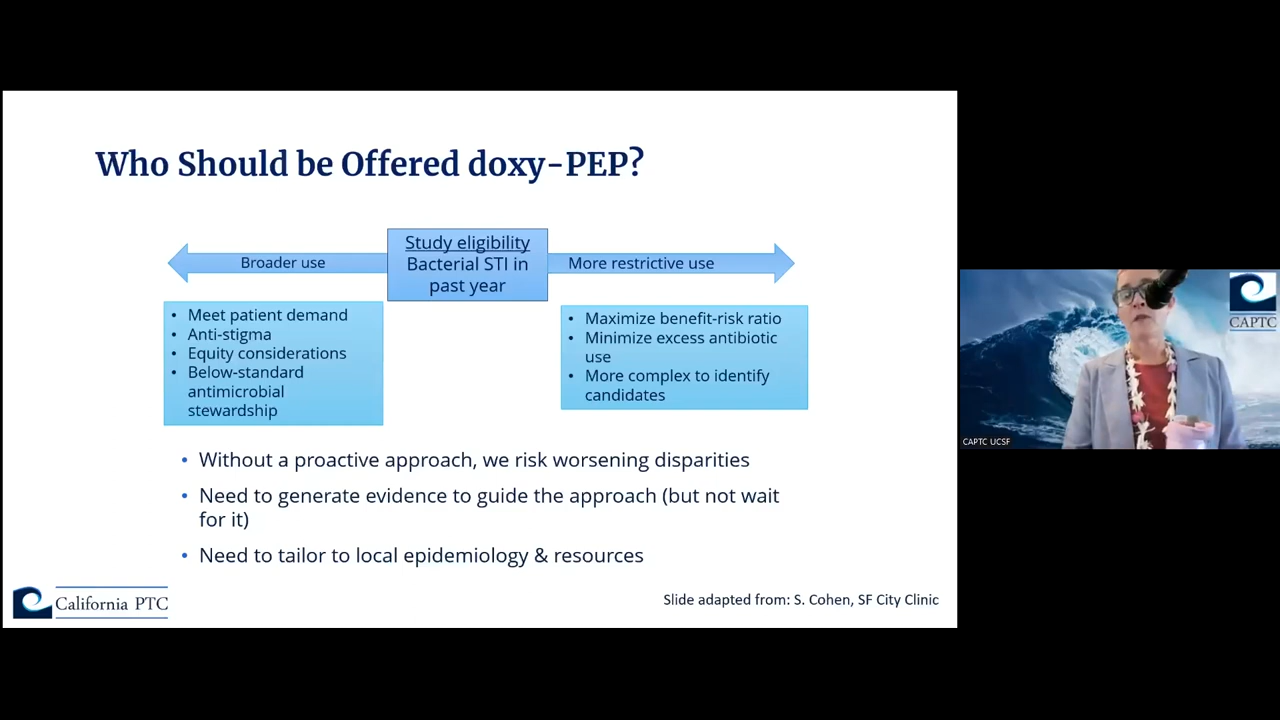 Who Should be Offered doxy-PEP?
Broader use
Study eligibility
Bacterial STI in
past year
More restrictive use
• Meet patient demand
• Anti-stigma
• Equity considerations
• Below-standard
antimicrobial
stewardship
• Maximize benefit-risk ratio
• Minimize excess antibiotic
use
• More complex to identify
candidates
• Without a proactive approach, we risk worsening disparities
• Need to generate evidence to guide the approach (but not wait
for it)
• Need to tailor to local epidemiology & resources
California PTC
Slide adapted from: S. Cohen, SF City Clinic
CAPTC
CAPTC UCSF